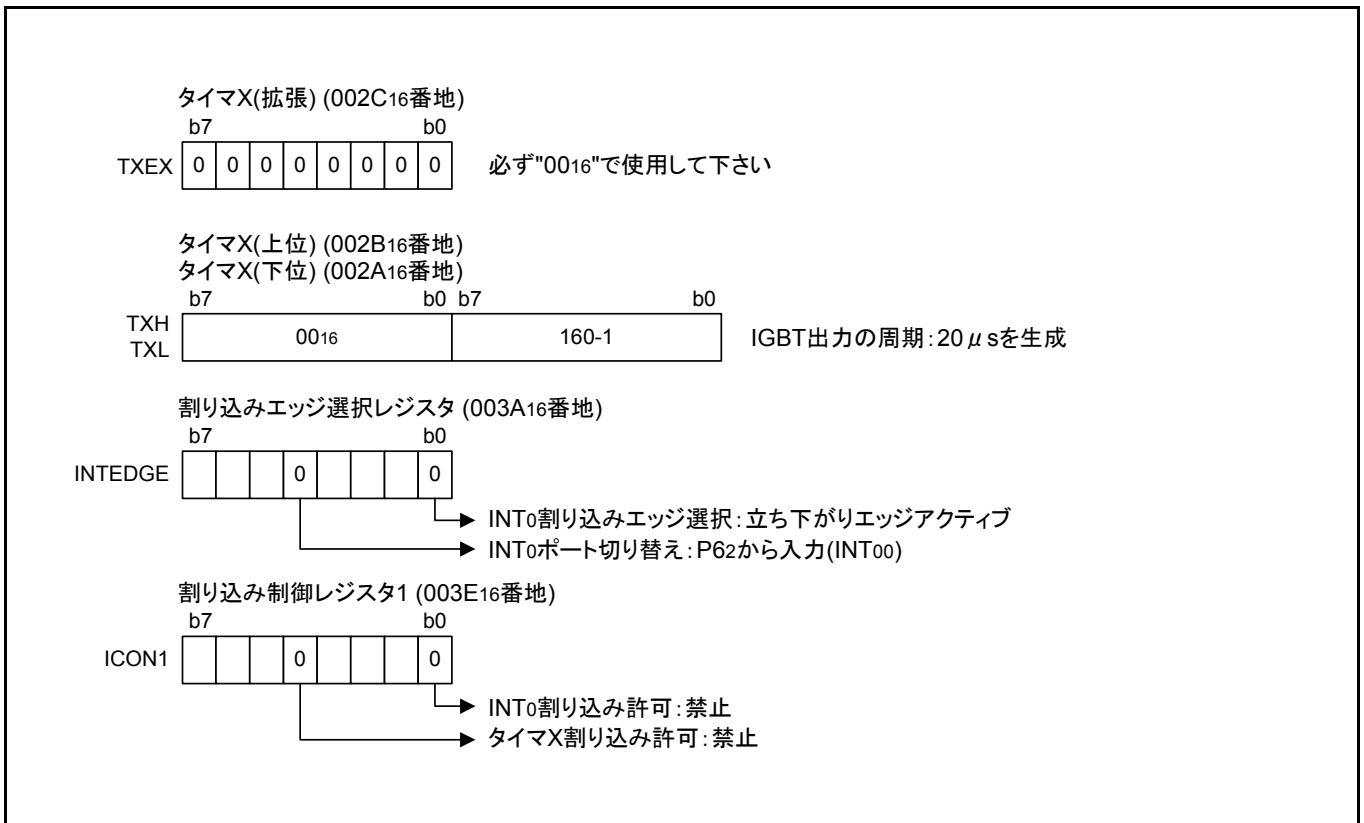 タイマX(拡張) (002C16番地)
b7 b0
TXEX 0 0 0 0 0 0 0 0 必ず"0016"で使用して下さい
タイマX(上位) (002B16番地)
タイマX(下位) (002A16番地)
b7 b0 b7 b0
TXH
TXL
0016 160-1 IGBT出力の周期:20μsを生成
割り込みエッジ選択レジスタ (003A16番地)
b7 b0
INTEDGE 0 0
INT0割り込みエッジ選択:立ち下がりエッジアクティブ
INT0ポート切り替え:P62から入力(INT00)
割り込み制御レジスタ1 (003E16番地)
b7 b0
ICON1 0 0
INT0割り込み許可:禁止
タイマX割り込み許可:禁止